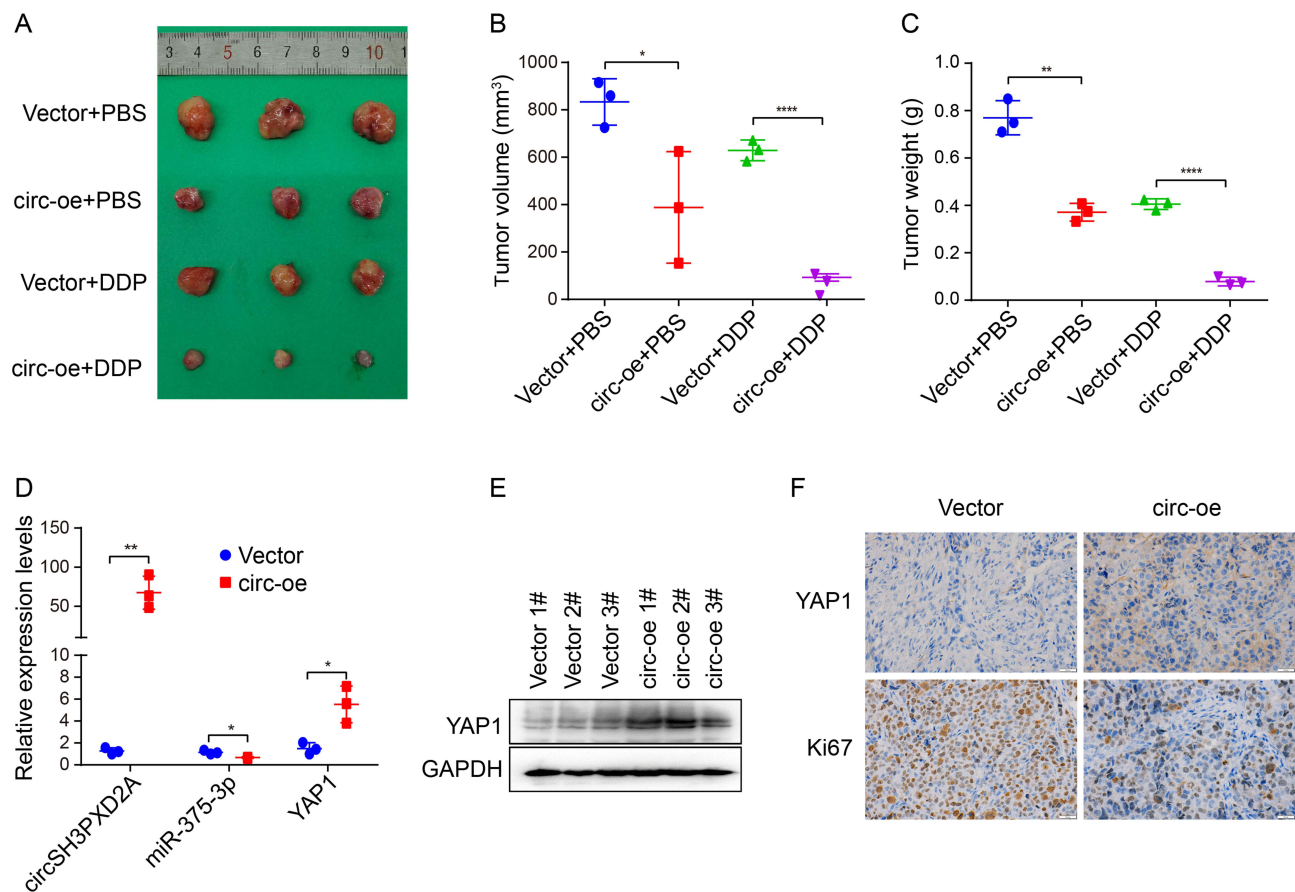 A
3 4 5 6 7 8 9 10 1
Vector+PBS
circ-oe+PBS
Vector+DDP
circ-oe+DDP
B
Tumor volume (mm³)
1000
800
600
400
200
0
*
****
Vector+PBS
circ-oe+PBS
Vector+DDP
circ-oe+DDP
C
Tumor weight (g)
1.0
0.8
0.6
0.4
0.2
0.0
**
****
Vector+PBS
circ-oe+PBS
Vector+DDP
circ-oe+DDP
D
Relative expression levels
150
100
50
8
6
4
2
0
**
*
*
Vector
circ-oe
circSH3PXD2A
miR-375-3p
YAP1
E
Vector 1#
Vector 2#
Vector 3#
circ-oe 1#
circ-oe 2#
circ-oe 3#
YAP1
GAPDH
F
Vector circ-oe
YAP1
Ki67